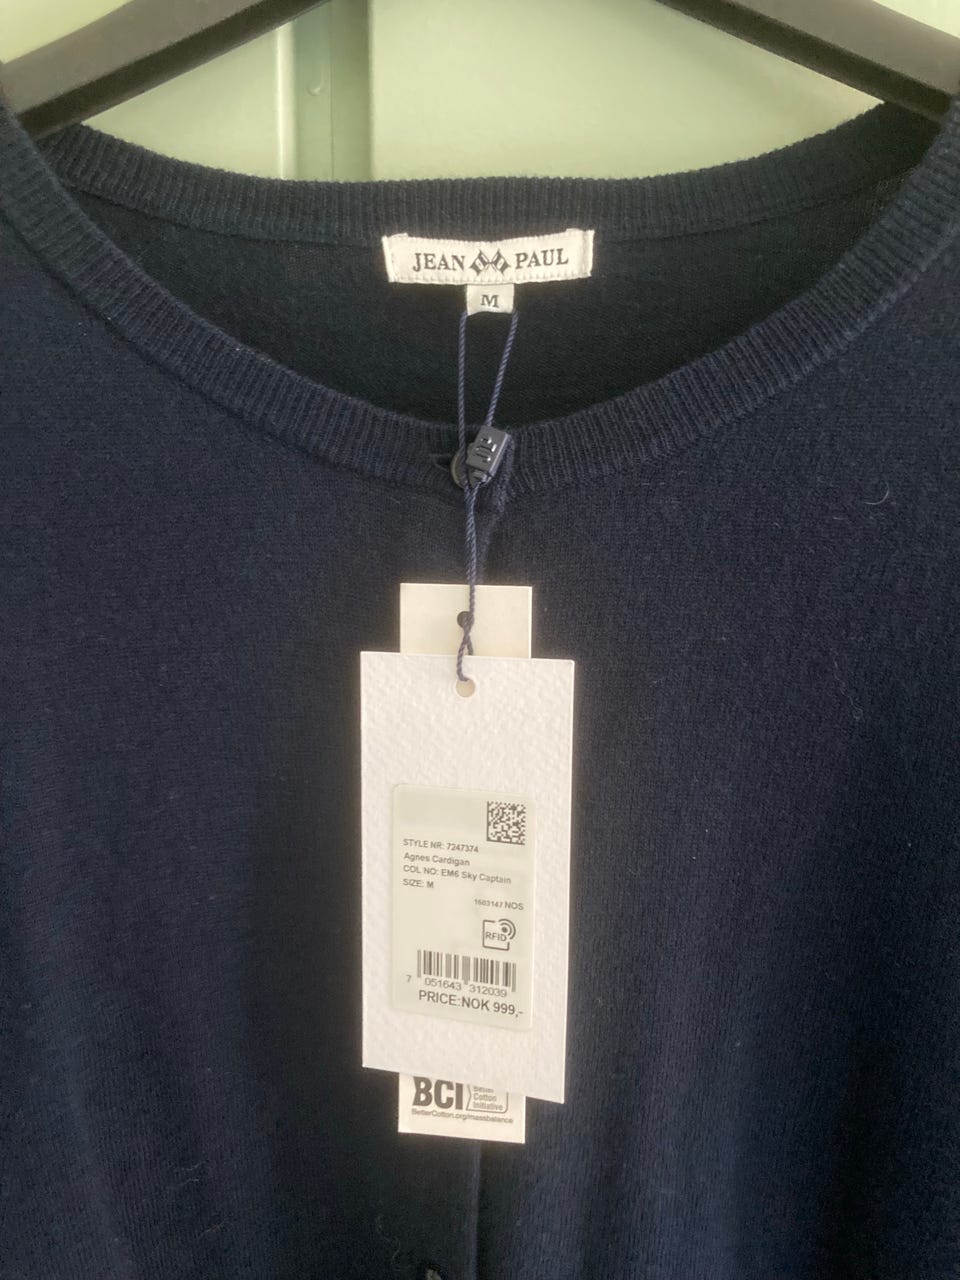 JEAN PAUL
M
STYLE NR: 7247374
Agnes Cardigan
COL NO: EM6 Sky Captain
SIZE: M
1603147 NOS
RFID
7 051643 312039
PRICE:NOK 999,-
BCI
Better
Cotton
Initiative
BetterCotton.org/massbalance